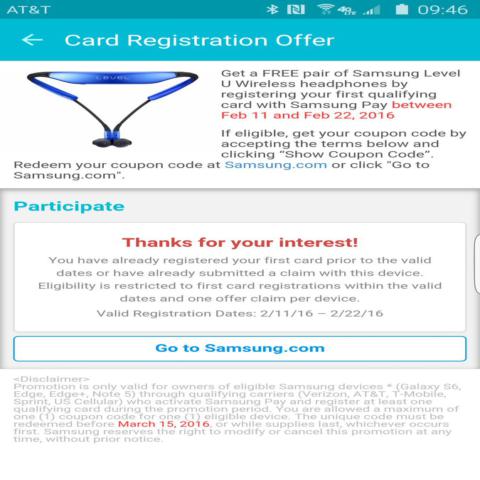 AT&T 4G LTE 09:46
Card Registration Offer
LEVEL
Get a FREE pair of Samsung Level
U Wireless headphones by
registering your first qualifying
card with Samsung Pay between
Feb 11 and Feb 22, 2016
If eligible, get your coupon code by
accepting the terms below and
clicking “Show Coupon Code”.
Redeem your coupon code at Samsung.com or click "Go to
Samsung.com".
Participate
Thanks for your interest!
You have already registered your first card prior to the valid
dates or have already submitted a claim with this device.
Eligibility is restricted to first card registrations within the valid
dates and one offer claim per device.
Valid Registration Dates: 2/11/16 – 2/22/16
Go to Samsung.com
<Disclaimer>
Promotion is only valid for owners of eligible Samsung devices * (Galaxy S6,
Edge, Edge+, Note 5) through qualifying carriers (Verizon, AT&T, T-Mobile,
Sprint, US Cellular) who activate Samsung Pay and register at least one
qualifying card during the promotion period. You are allowed a maximum of
one (1) coupon code for one (1) eligible device. The unique code must be
redeemed before March 15, 2016, or while supplies last, whichever occurs
first. Samsung reserves the right to modify or cancel this promotion at any
time, without prior notice.